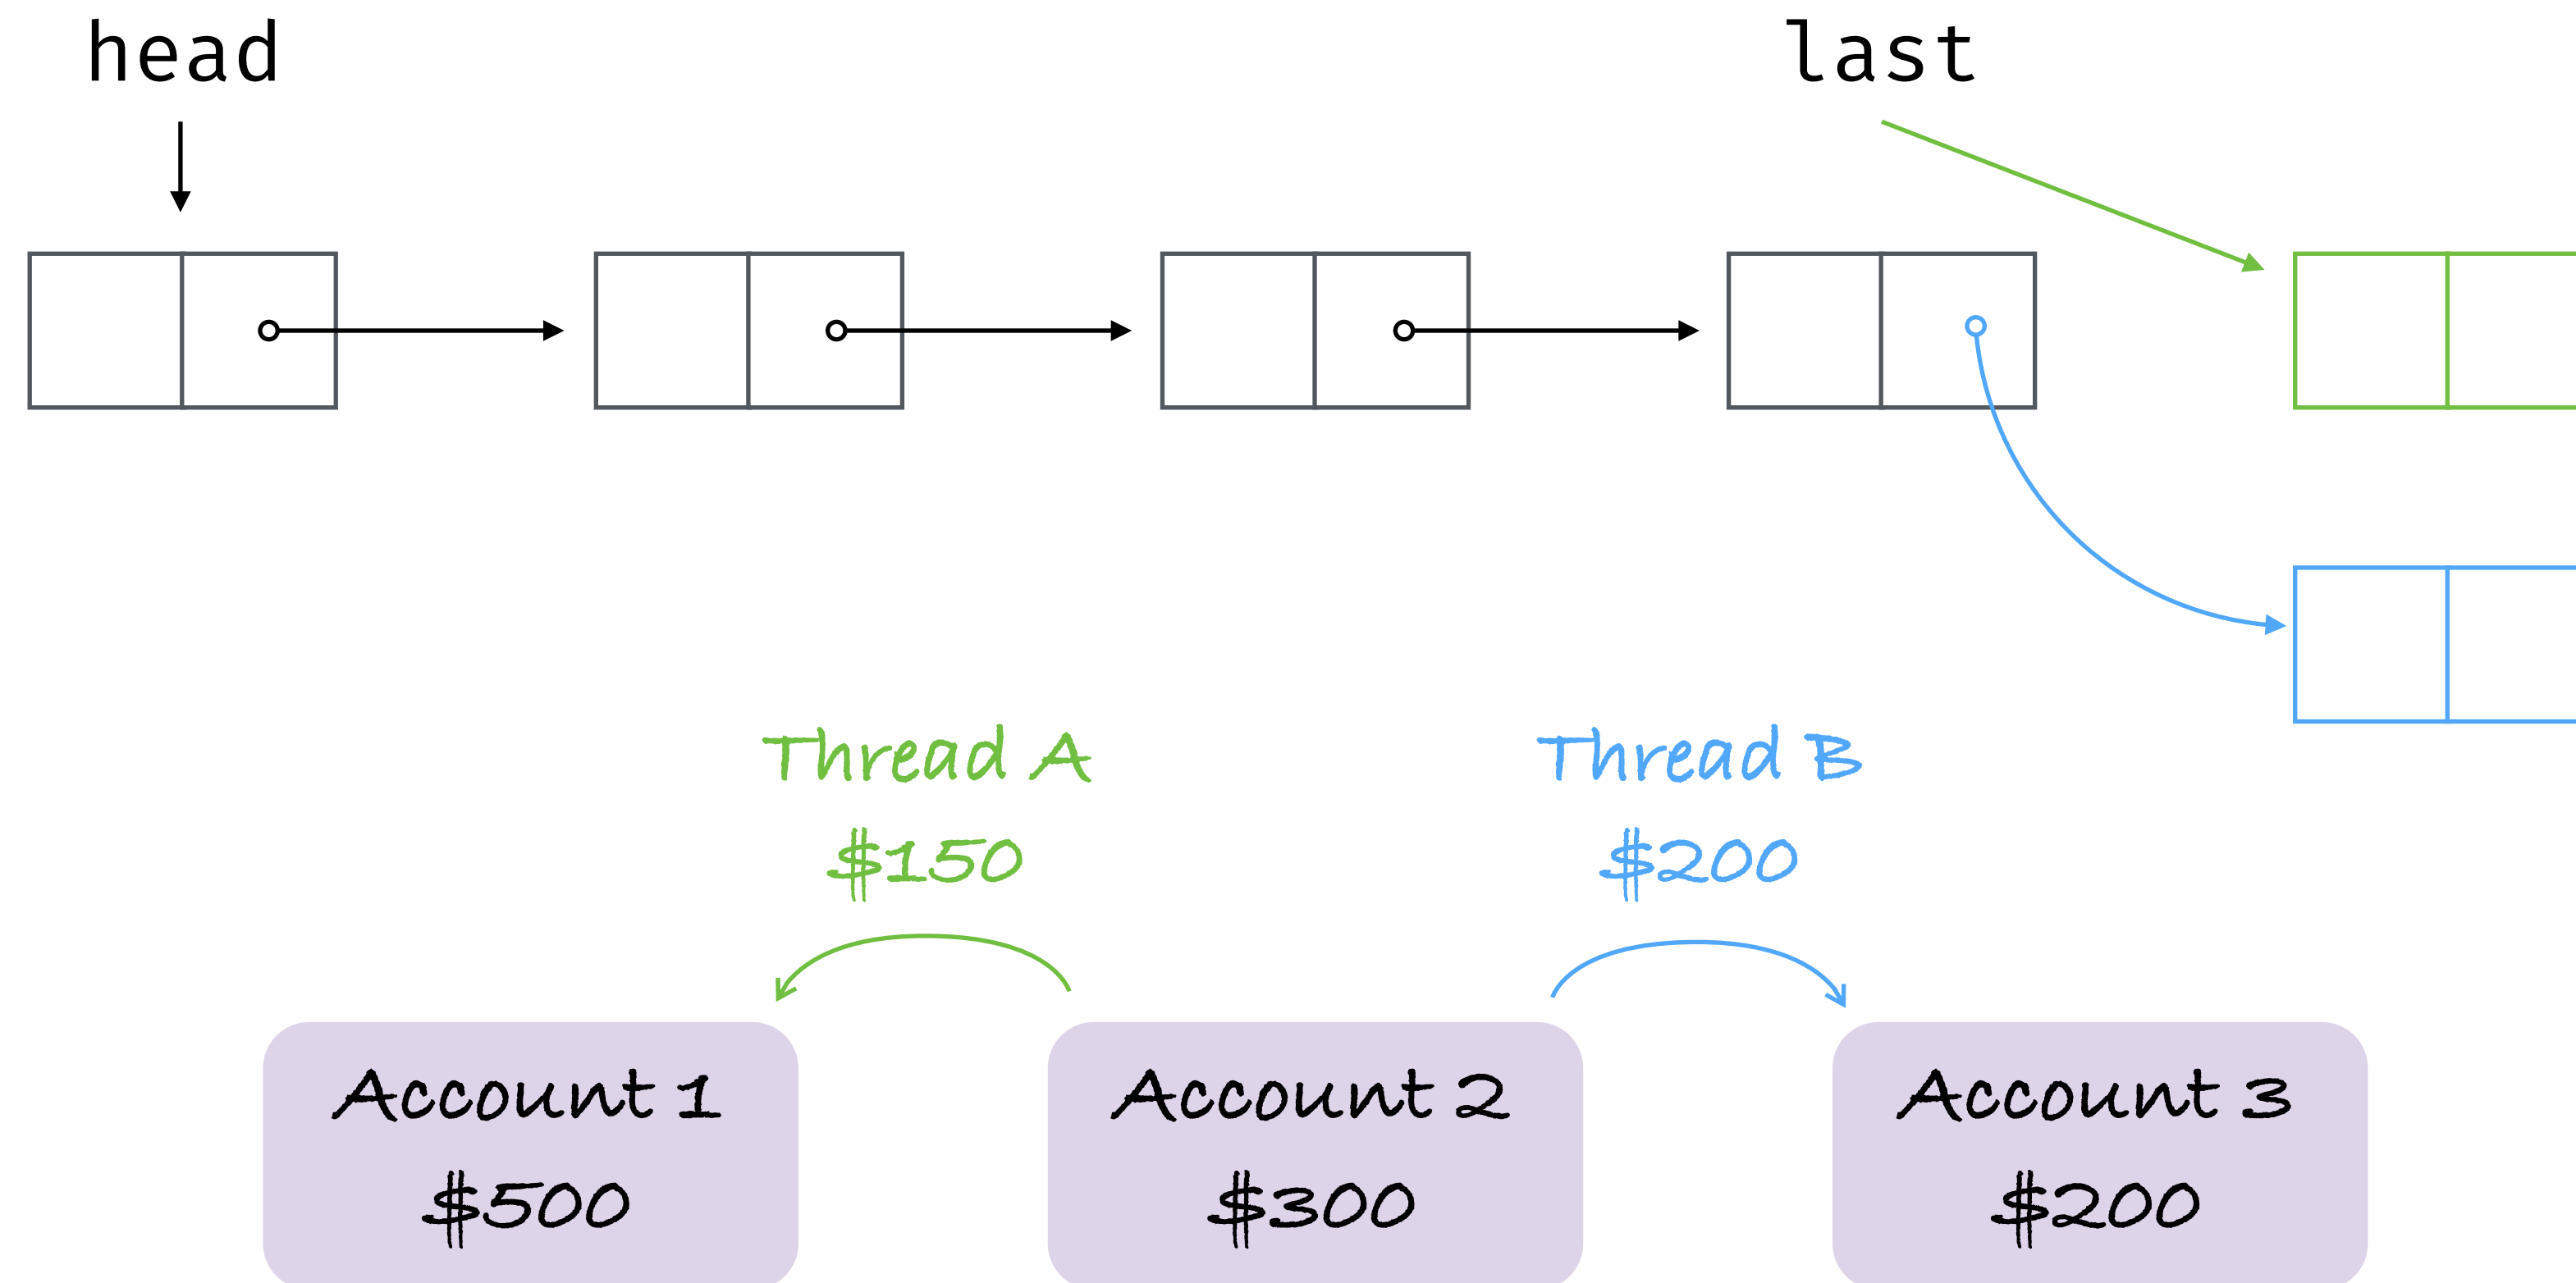 head
last
Thread A
$150
Thread B
$200
Account 1
$500
Account 2
$300
Account 3
$200